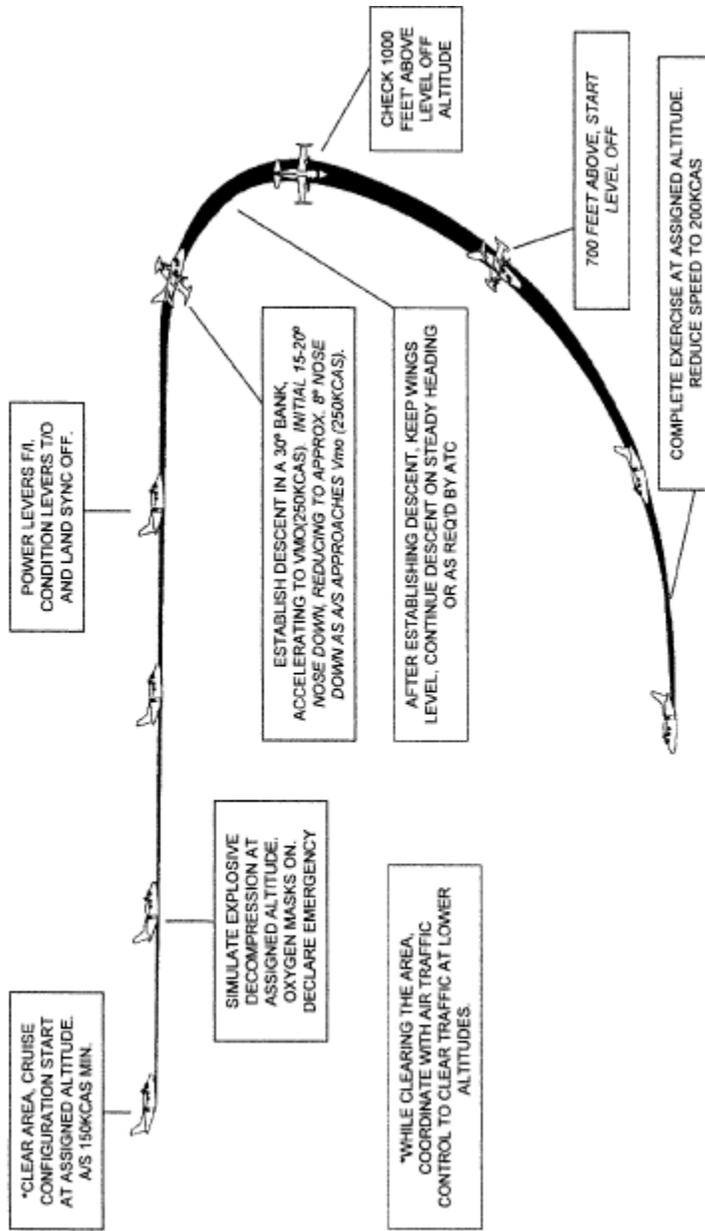 *CLEAR AREA, CRUISE
CONFIGURATION START
AT ASSIGNED ALTITUDE.
A/S 150KCAS MIN.
SIMULATE EXPLOSIVE
DECOMPRESSION AT
ASSIGNED ALTITUDE.
OXYGEN MASKS ON.
DECLARE EMERGENCY
POWER LEVERS F/I,
CONDITION LEVERS T/O
AND LAND SYNC OFF.
ESTABLISH DESCENT IN A 30º BANK,
ACCELERATING TO VMO(250KCAS). INITIAL 15-20º
NOSE DOWN, REDUCING TO APPROX. 8º NOSE
DOWN AS A/S APPROACHES Vmo (250KCAS).
AFTER ESTABLISHING DESCENT, KEEP WINGS
LEVEL, CONTINUE DESCENT ON STEADY HEADING
OR AS REQ'D BY ATC
CHECK 1000
FEET' ABOVE
LEVEL OFF
ALTITUDE
700 FEET ABOVE, START
LEVEL OFF
COMPLETE EXERCISE AT ASSIGNED ALTITUDE.
REDUCE SPEED TO 200KCAS
*WHILE CLEARING THE AREA,
COORDINATE WITH AIR TRAFFIC
CONTROL TO CLEAR TRAFFIC AT LOWER
ALTITUDES.